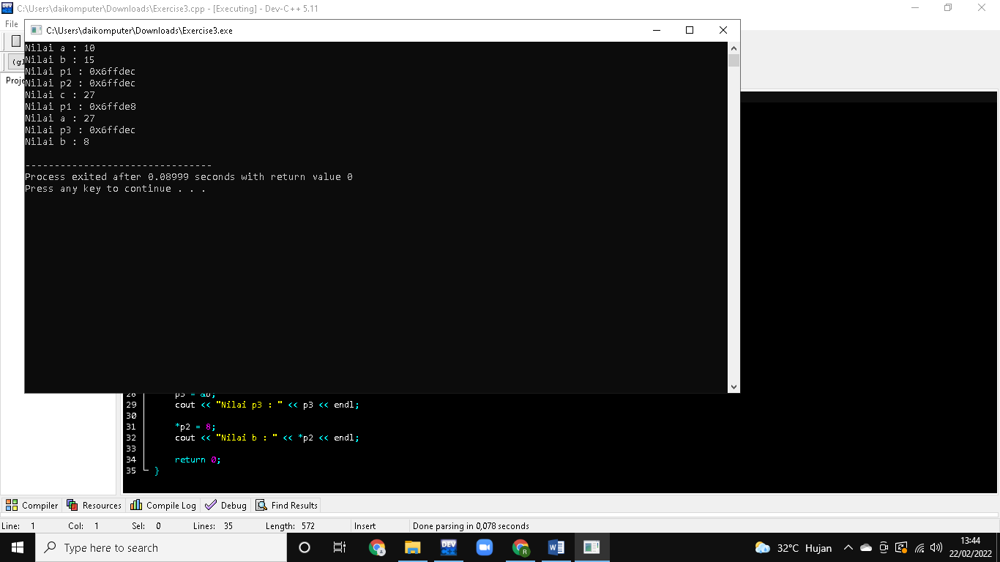 C:\Users\daikomputer\Downloads\Exercise3.cpp - [Executing] - Dev-C++ 5.11
File
C:\Users\daikomputer\Downloads\Exercise3.exe
Nilai a : 10
Nilai b : 15
Nilai p1 : 0x6ffdec
Nilai p2 : 0x6ffdec
Nilai c : 27
Nilai p1 : 0x6ffde8
Nilai a : 27
Nilai p3 : 0x6ffdec
Nilai b : 8
--------------------------------
Process exited after 0.08999 seconds with return value 0
Press any key to continue . . .
28 p3 = &b;
29 cout << "Nilai p3 : " << p3 << endl;
30
31 *p2 = 8;
32 cout << "Nilai b : " << *p2 << endl;
33
34 return 0;
35 }
Compiler Resources Compile Log Debug Find Results
Line: 1 Col: 1 Sel: 0 Lines: 35 Length: 572 Insert Done parsing in 0,078 seconds
Type here to search
32°C Hujan
13:44
22/02/2022